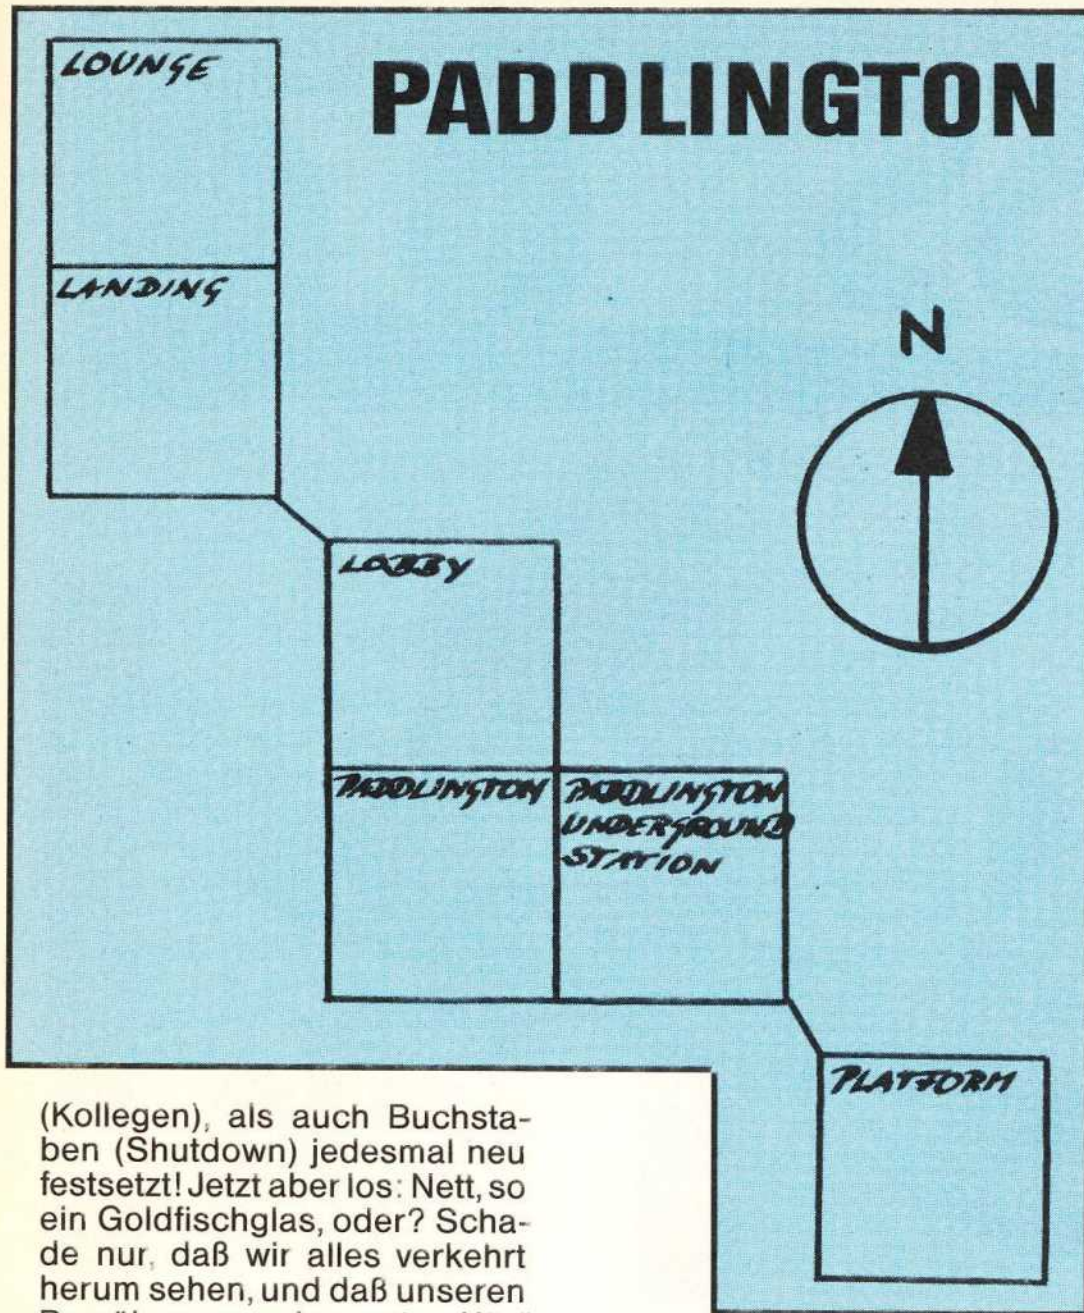 PADDLINGTON
LOUNGE
LANDING
N
LOBBY
PADDLINGTON
PADDLINGTON
UNDERGROUND
STATION
PLATFORM
(Kollegen), als auch Buchsta-
ben (Shutdown) jedesmal neu
festsetzt! Jetzt aber los: Nett, so
ein Goldfischglas, oder? Scha-
de nur, daß wir alles verkehrt
herum sehen, und daß unseren